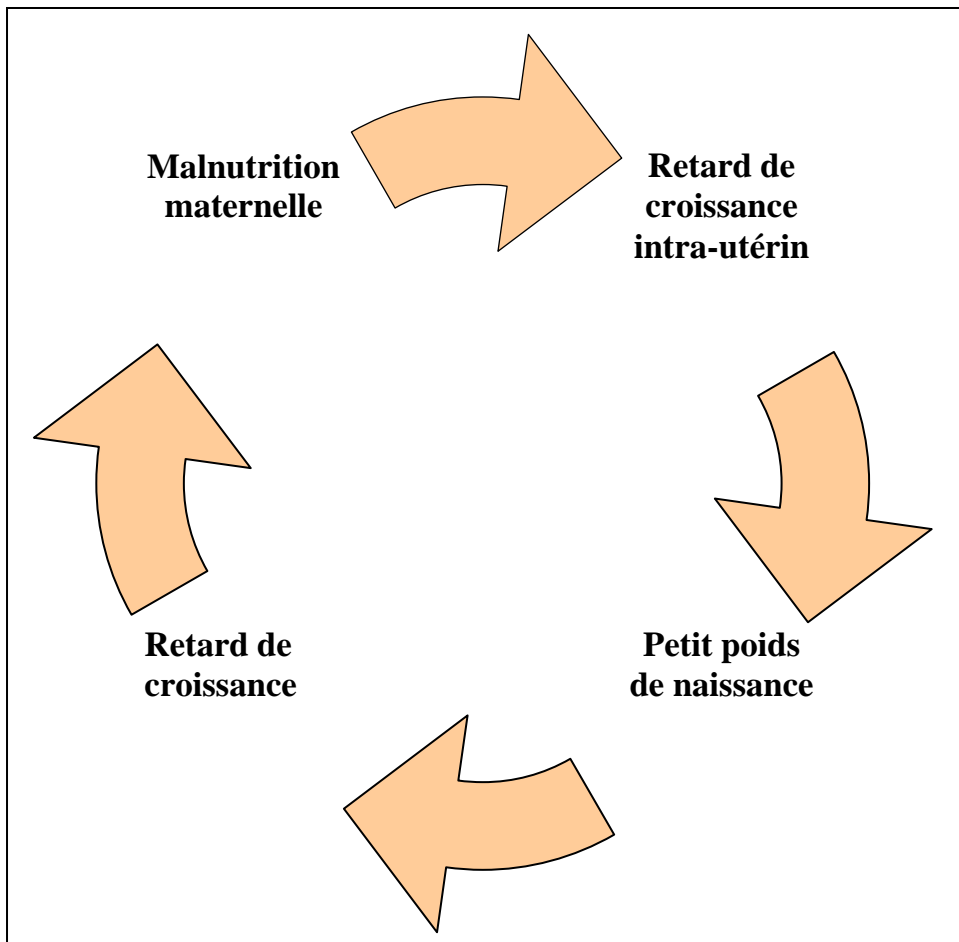 Malnutrition
maternelle
Retard de
croissance
intra-utérin
Petit poids
de naissance
Retard de
croissance